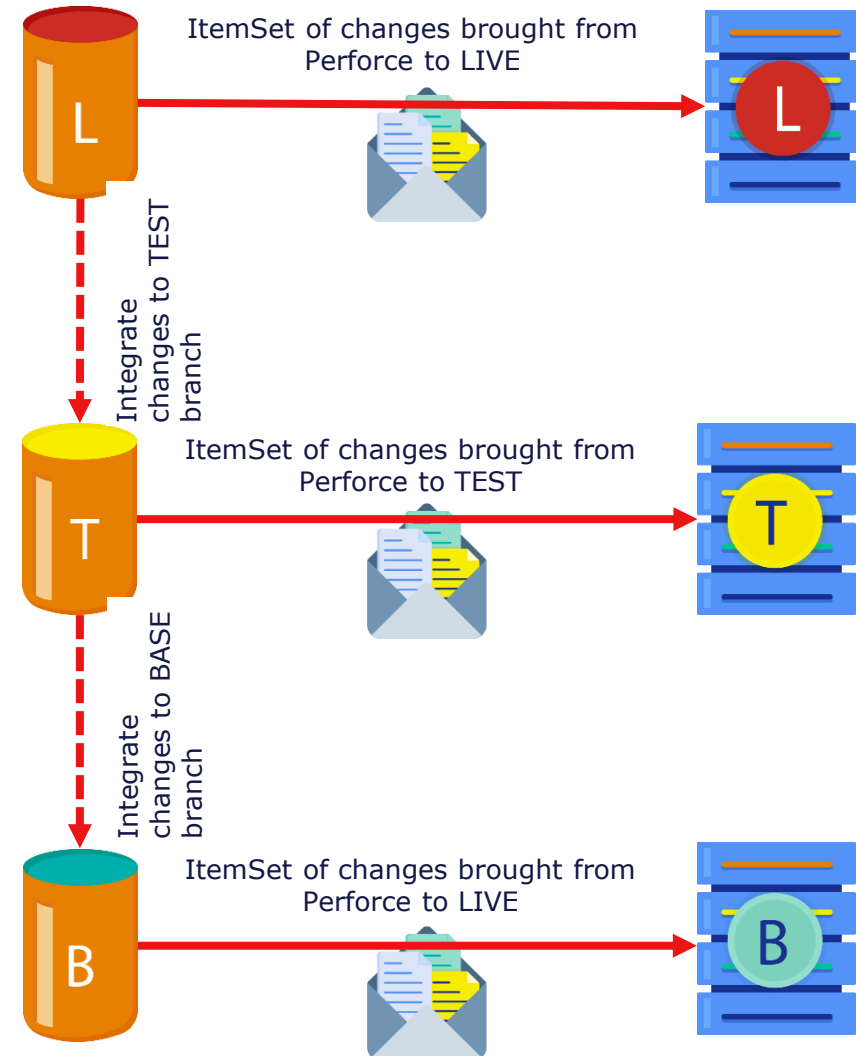 ItemSet of changes brought from
Perforce to LIVE
L
L
Integrate
changes to TEST
branch
ItemSet of changes brought from
Perforce to TEST
T
T
Integrate
changes to BASE
branch
ItemSet of changes brought from
Perforce to LIVE
B
B